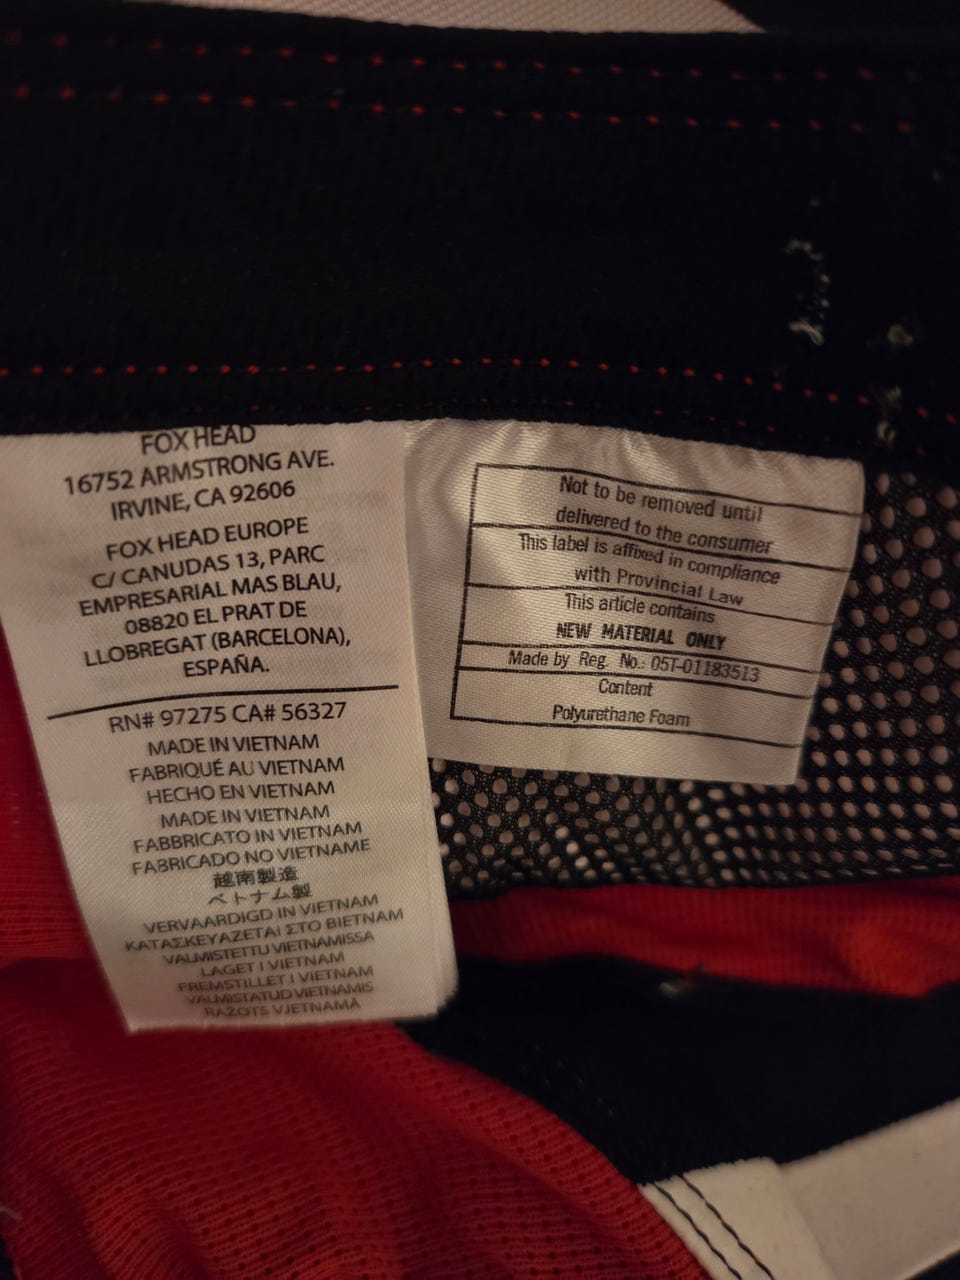 FOX HEAD
16752 ARMSTRONG AVE.
IRVINE, CA 92606
FOX HEAD EUROPE
C/ CANUDAS 13, PARC
EMPRESARIAL MAS BLAU,
08820 EL PRAT DE
LLOBREGAT (BARCELONA),
ESPAÑA.
RN# 97275 CA# 56327
MADE IN VIETNAM
FABRIQUÉ AU VIETNAM
HECHO EN VIETNAM
MADE IN VIETNAM
FABBRICATO IN VIETNAM
FABRICADO NO VIETNAME
越南製造
ベトナム製
VERVAARDIGD IN VIETNAM
ΚΑΤΑΣΚΕΥΑΖΕΤΑΙ ΣΤΟ ΒΙΕΤΝΑΜ
VALMISTETTU VIETNAMISSA
LAGET I VIETNAM
FREMSTILLET I VIETNAM
VALMISTATUD VIETNAMIS
RAŽOTS VJETNAMĀ
Not to be removed until
delivered to the consumer
This label is affixed in compliance
with Provincial Law
This article contains
NEW MATERIAL ONLY
Made by Reg. No.: 05T-01183513
Content
Polyurethane Foam